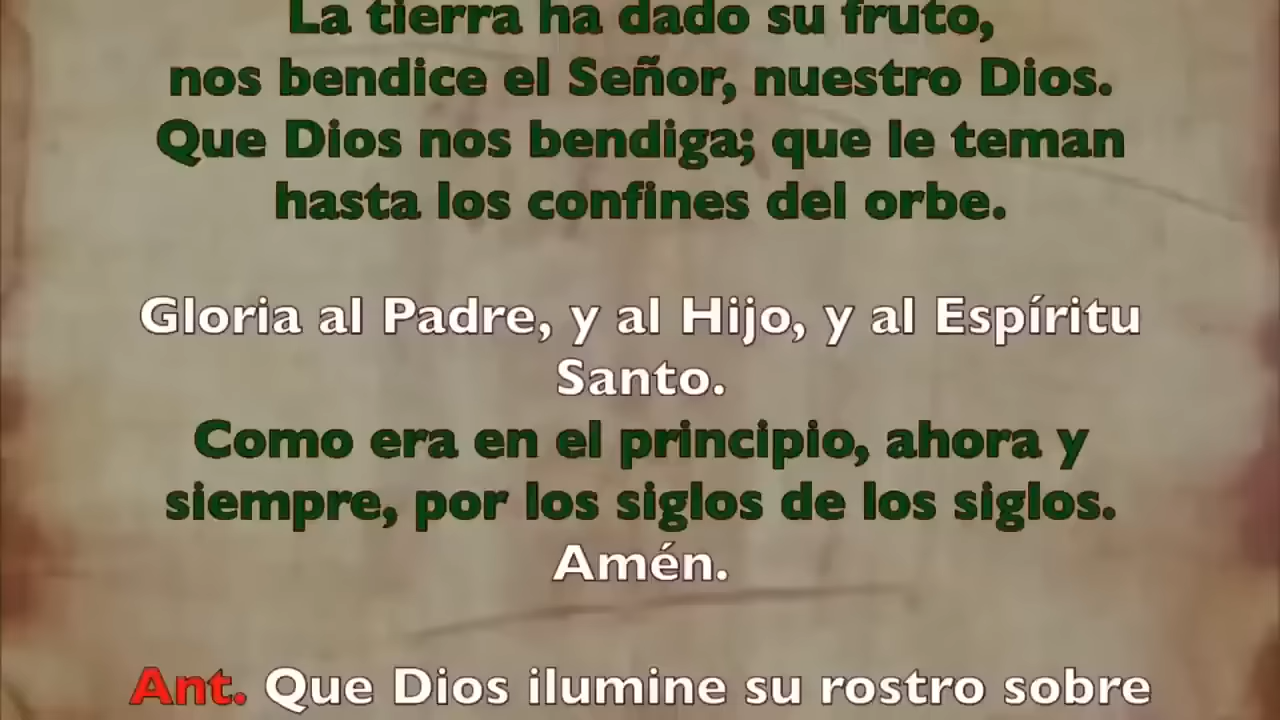 La tierra ha dado su fruto,
nos bendice el Señor, nuestro Dios.
Que Dios nos bendiga; que le teman
hasta los confines del orbe.
Gloria al Padre, y al Hijo, y al Espíritu
Santo.
Como era en el principio, ahora y
siempre, por los siglos de los siglos.
Amén.
Ant. Que Dios ilumine su rostro sobre